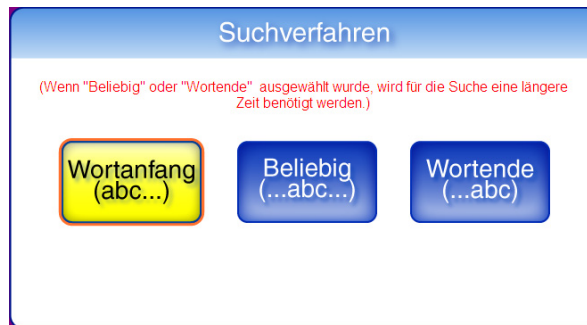 Suchverfahren
(Wenn "Beliebig" oder "Wortende" ausgewählt wurde, wird für die Suche eine längere
Zeit benötigt werden.)
Wortanfang
(abc...)
Beliebig
(...abc...)
Wortende
(...abc)